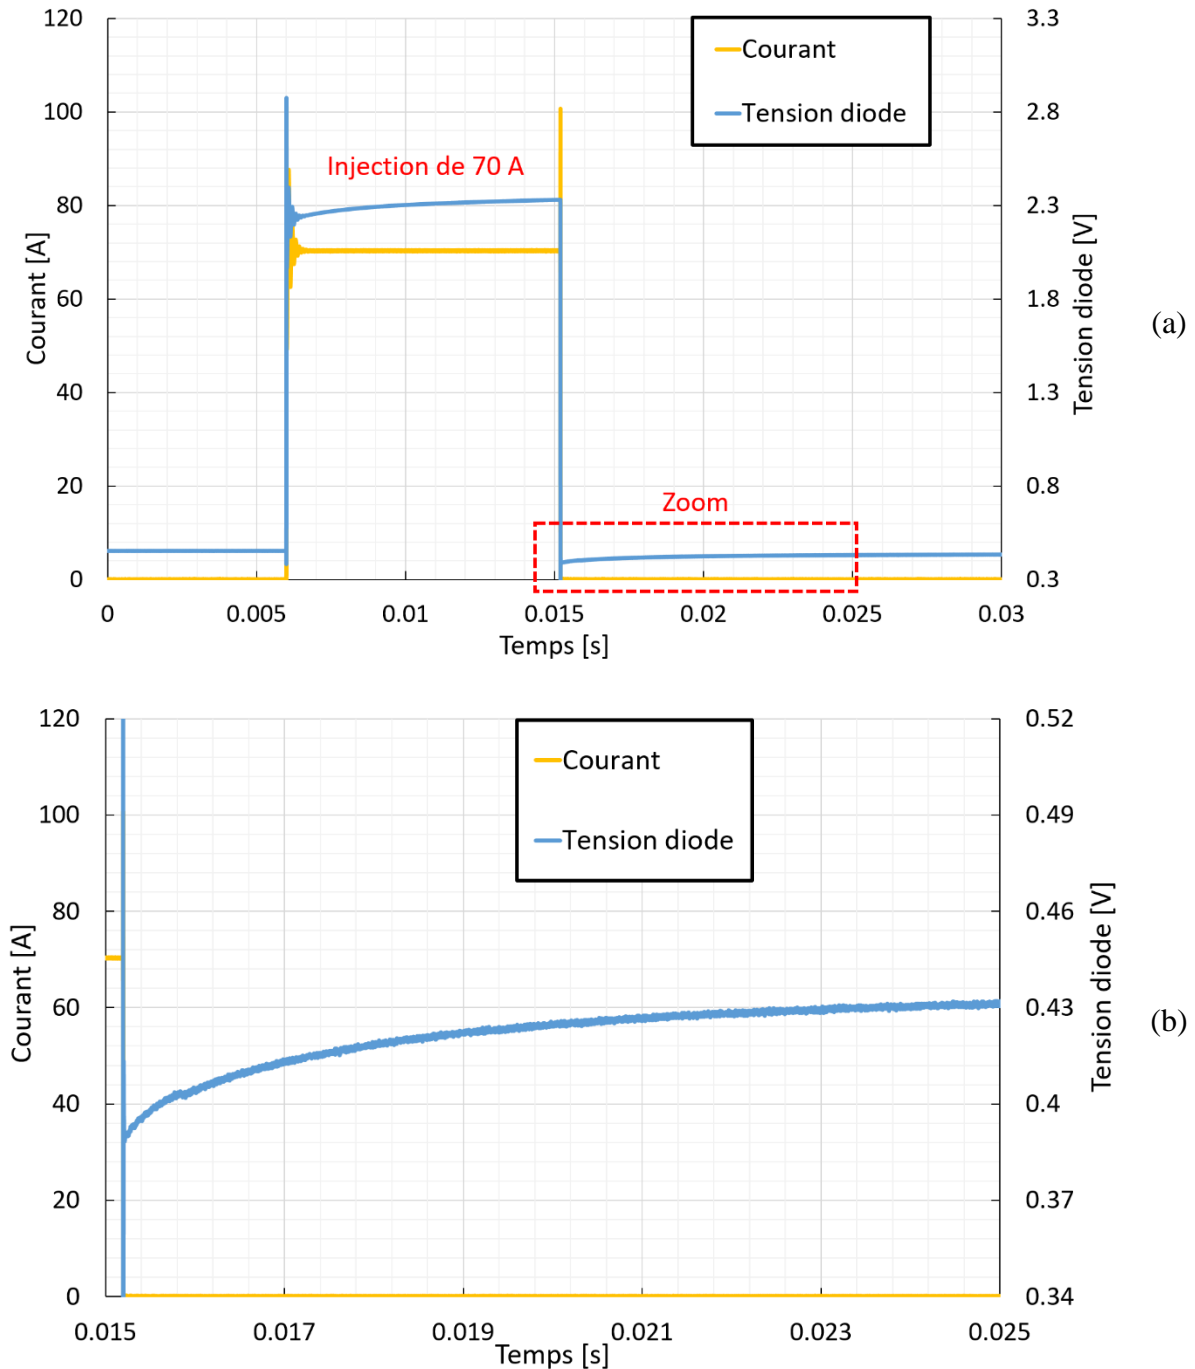 120
100
80
60
40
20
0
Courant [A]
3.3
2.8
2.3
1.8
1.3
0.8
0.3
Tension diode [V]
Courant
Tension diode
Injection de 70 A
Zoom
0 0.005 0.01 0.015 0.02 0.025 0.03
Temps [s]
(a)
120
100
80
60
40
20
0
Courant [A]
0.52
0.49
0.46
0.43
0.4
0.37
0.34
Tension diode [V]
Courant
Tension diode
0.015 0.017 0.019 0.021 0.023 0.025
Temps [s]
(b)